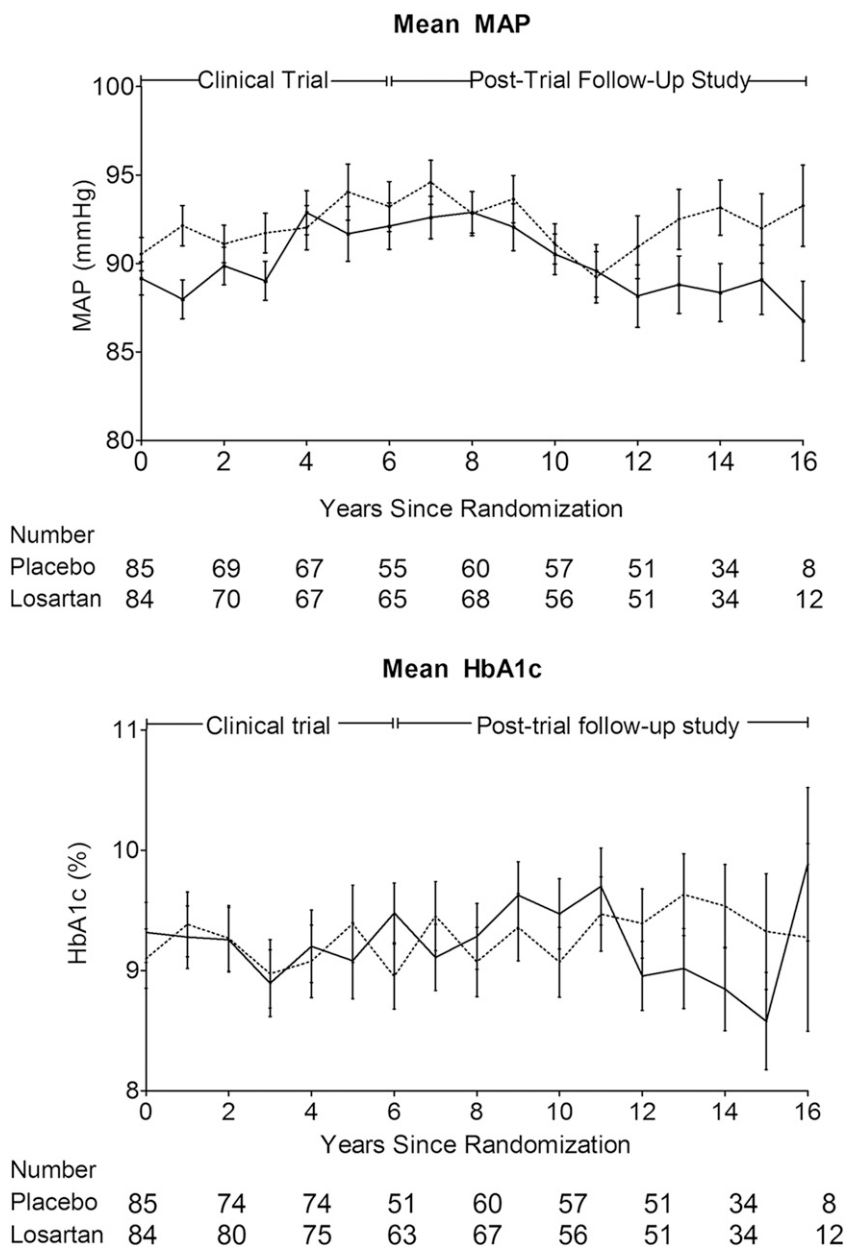 Mean MAP
Clinical Trial Post-Trial Follow-Up Study
100
95
90
85
80
MAP (mmHg)
0 2 4 6 8 10 12 14 16
Years Since Randomization
Number
Placebo 85 69 67 55 60 57 51 34 8
Losartan 84 70 67 65 68 56 51 34 12
Mean HbA1c
Clinical trial Post-trial follow-up study
11
10
9
8
HbA1c (%)
0 2 4 6 8 10 12 14 16
Years Since Randomization
Number
Placebo 85 74 74 51 60 57 51 34 8
Losartan 84 80 75 63 67 56 51 34 12